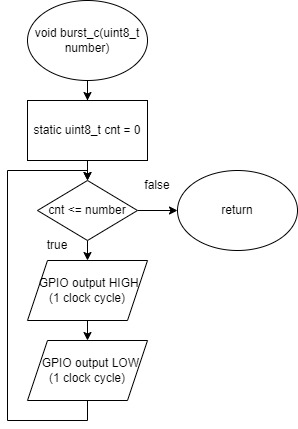 void burst_c(uint8_t
number)
static uint8_t cnt = 0
cnt <= number
false
return
true
GPIO output HIGH
(1 clock cycle)
GPIO output LOW
(1 clock cycle)